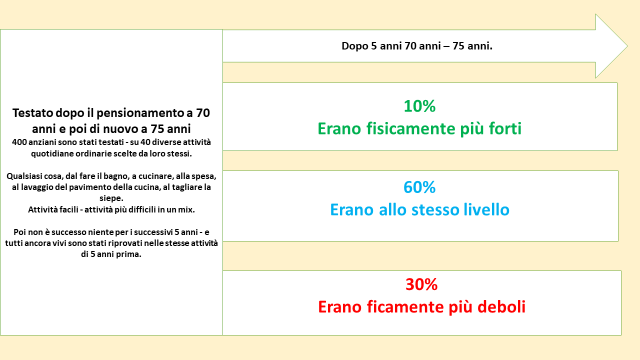 Dopo 5 anni 70 anni – 75 anni.
Testato dopo il pensionamento a 70
anni e poi di nuovo a 75 anni
400 anziani sono stati testati - su 40 diverse attività
quotidiane ordinarie scelte da loro stessi.
Qualsiasi cosa, dal fare il bagno, a cucinare, alla spesa,
al lavaggio del pavimento della cucina, al tagliare la
siepe.
Attività facili - attività più difficili in un mix.
Poi non è successo niente per i successivi 5 anni - e
tutti ancora vivi sono stati riprovati nelle stesse attività
di 5 anni prima.
10%
Erano fisicamente più forti
60%
Erano allo stesso livello
30%
Erano ficamente più deboli